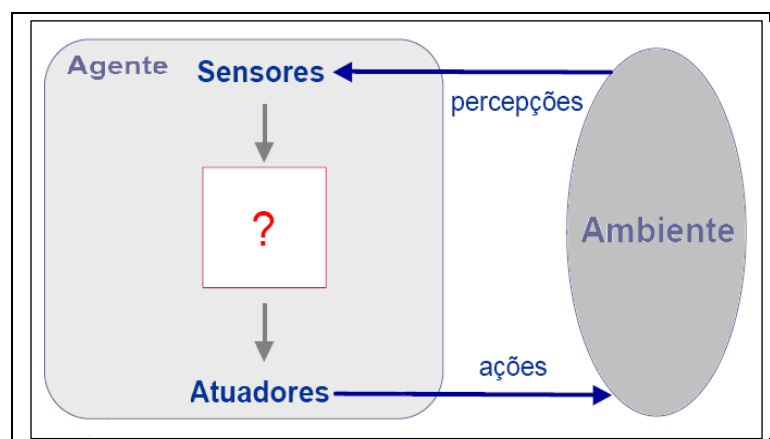 Agente
Sensores
percepções
?
Ambiente
ações
Atuadores